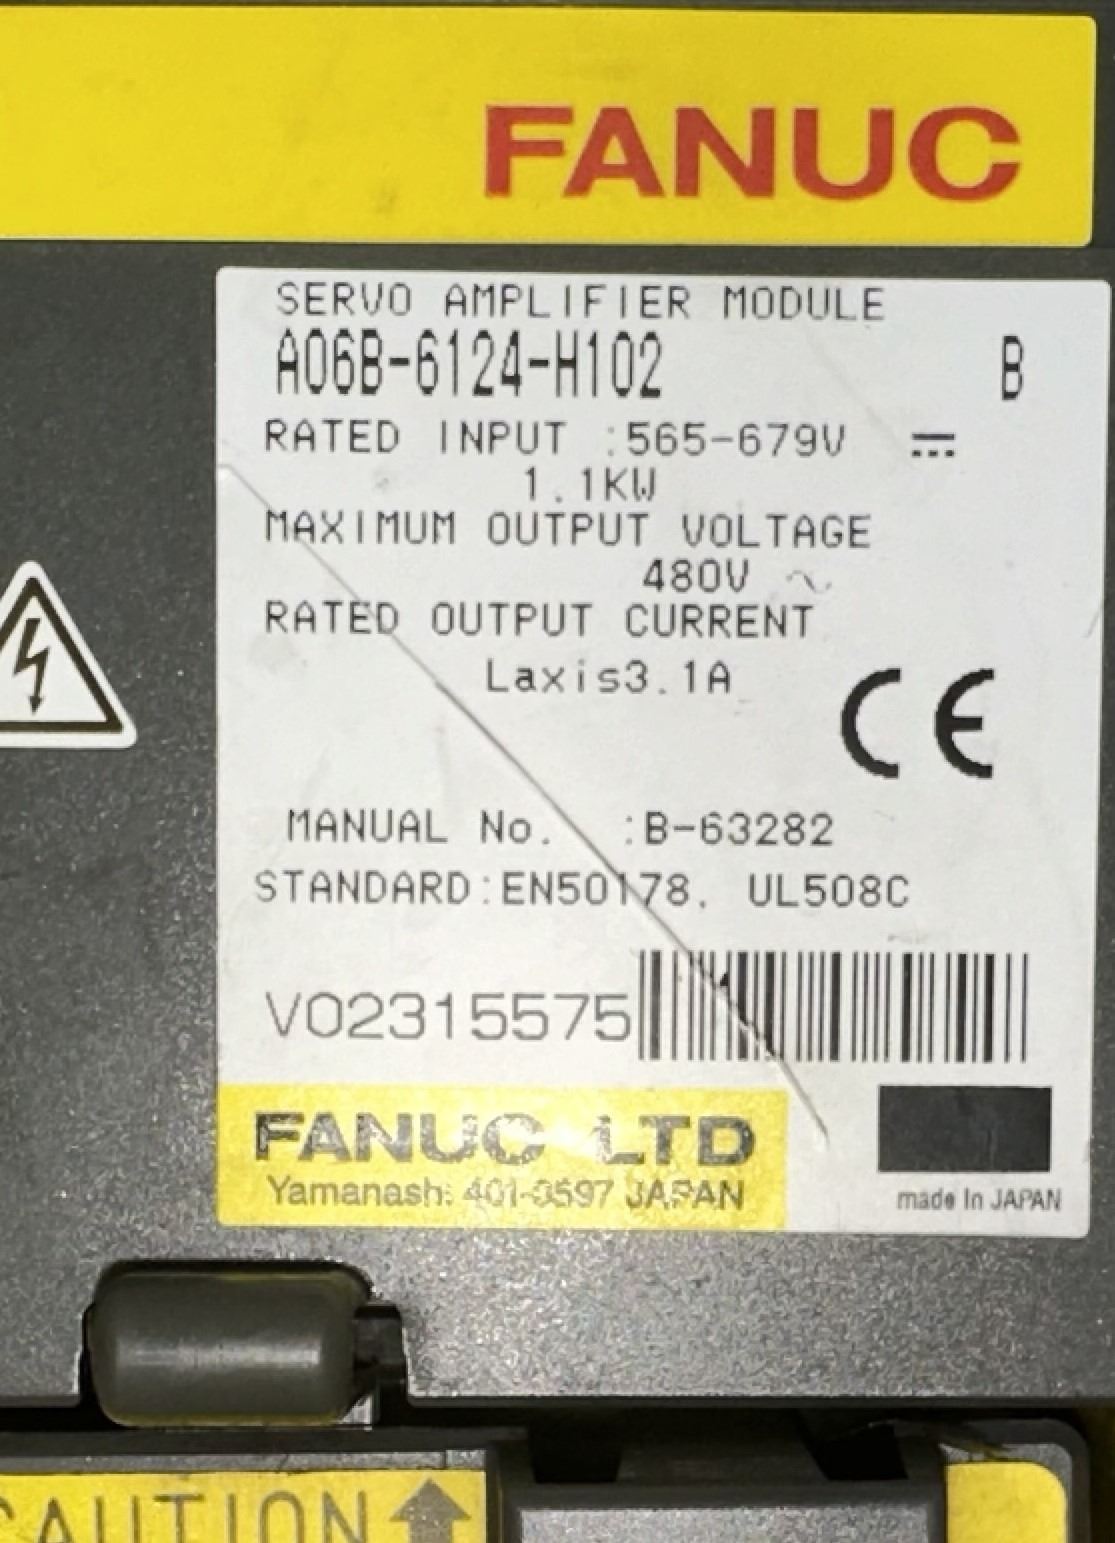 FANUC
SERVO AMPLIFIER MODULE
A06B-6124-H102 B
RATED INPUT :565-679V ⎓
1.1KW
MAXIMUM OUTPUT VOLTAGE
480V ~
RATED OUTPUT CURRENT
Laxis3.1A
CE
MANUAL No. :B-63282
STANDARD:EN50178, UL508C
V02315575
FANUC LTD
Yamanashi 401-0597 JAPAN
made In JAPAN
CAUTION